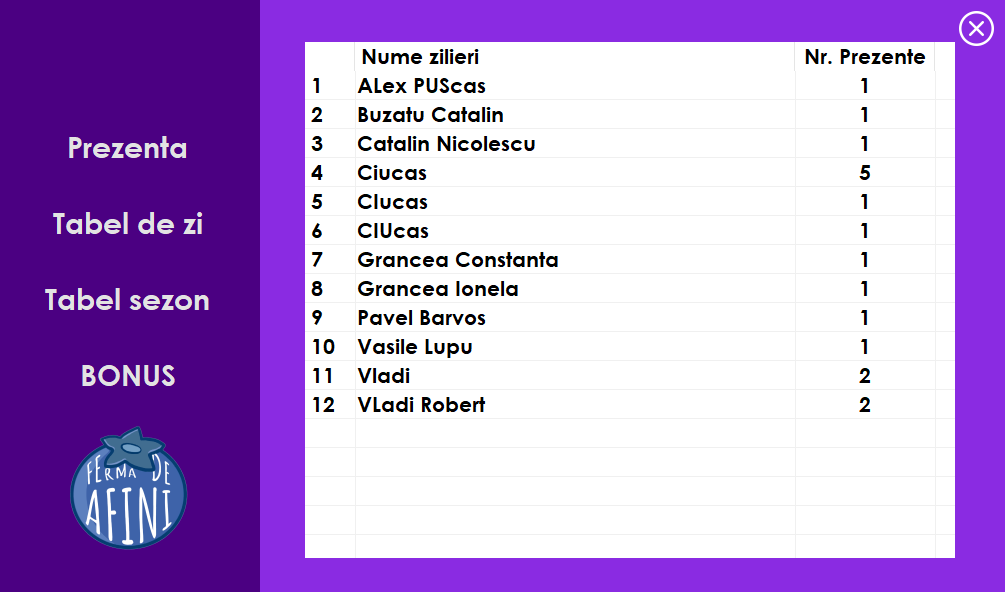 Prezenta
Tabel de zi
Tabel sezon
BONUS
FERMA DE
AFINI
Nume zilieri Nr. Prezente
1 ALex PUScas 1
2 Buzatu Catalin 1
3 Catalin Nicolescu 1
4 Ciucas 5
5 CIucas 1
6 CIUcas 1
7 Grancea Constanta 1
8 Grancea Ionela 1
9 Pavel Barvos 1
10 Vasile Lupu 1
11 Vladi 2
12 VLadi Robert 2